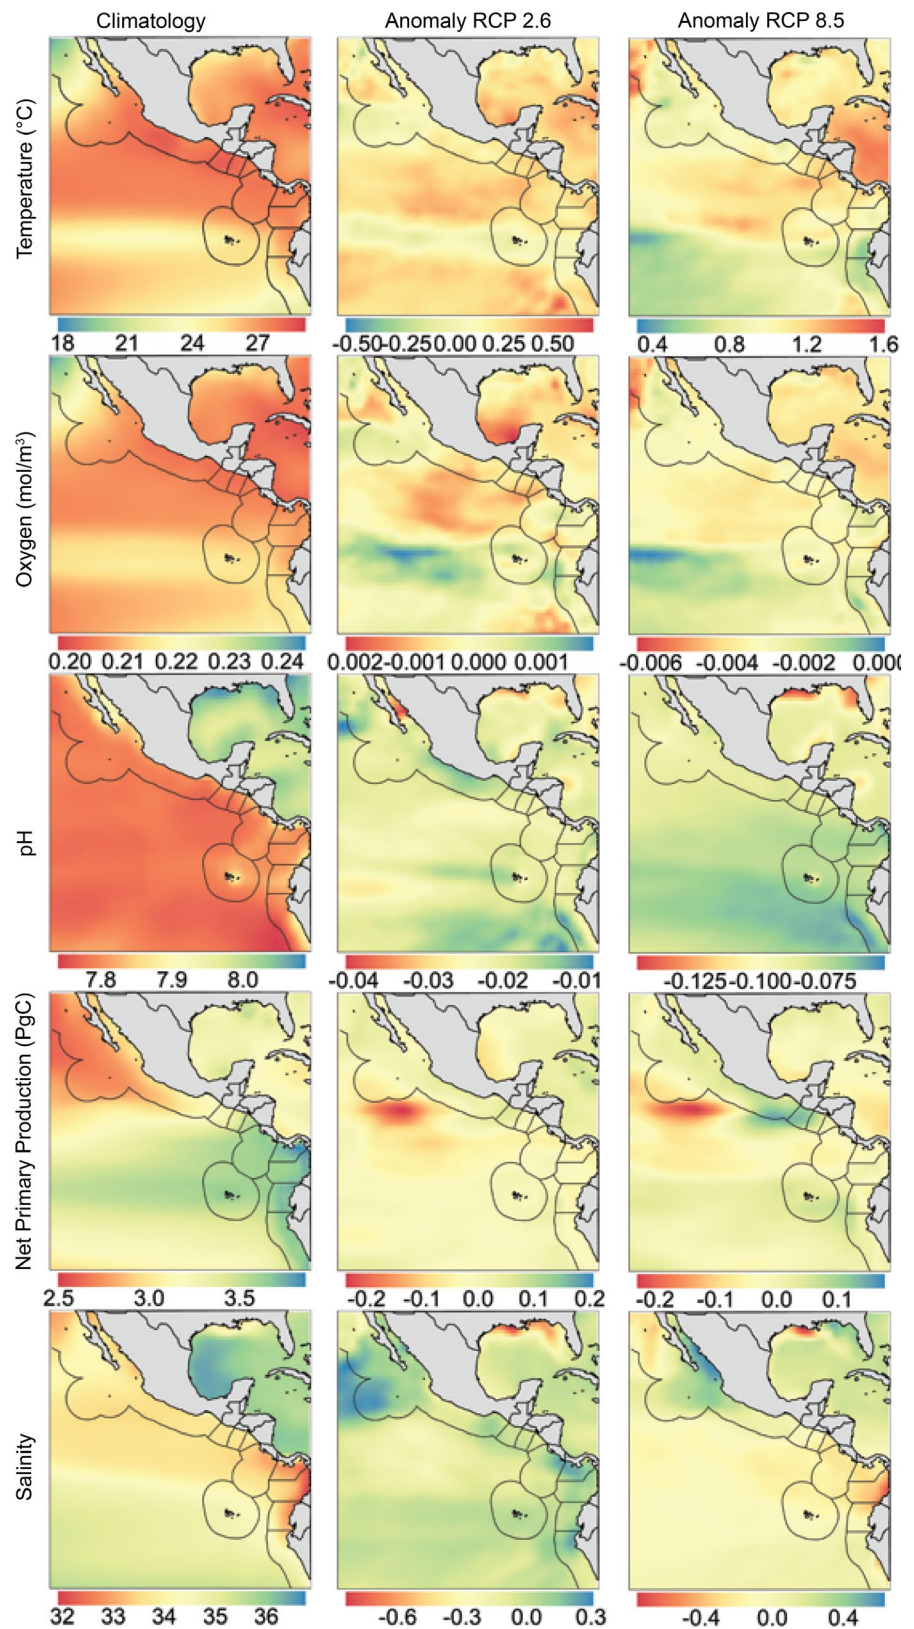 Climatology Anomaly RCP 2.6 Anomaly RCP 8.5
Temperature (°C)
18 21 24 27 -0.50 -0.25 0.00 0.25 0.50 0.4 0.8 1.2 1.6
Oxygen (mol/m³)
0.20 0.21 0.22 0.23 0.24 0.002 -0.001 0.000 0.001 -0.006 -0.004 -0.002 0.000
pH
7.8 7.9 8.0 -0.04 -0.03 -0.02 -0.01 -0.125 -0.100 -0.075
Net Primary Production (PgC)
2.5 3.0 3.5 -0.2 -0.1 0.0 0.1 0.2 -0.2 -0.1 0.0 0.1
Salinity
32 33 34 35 36 -0.6 -0.3 0.0 0.3 -0.4 0.0 0.4